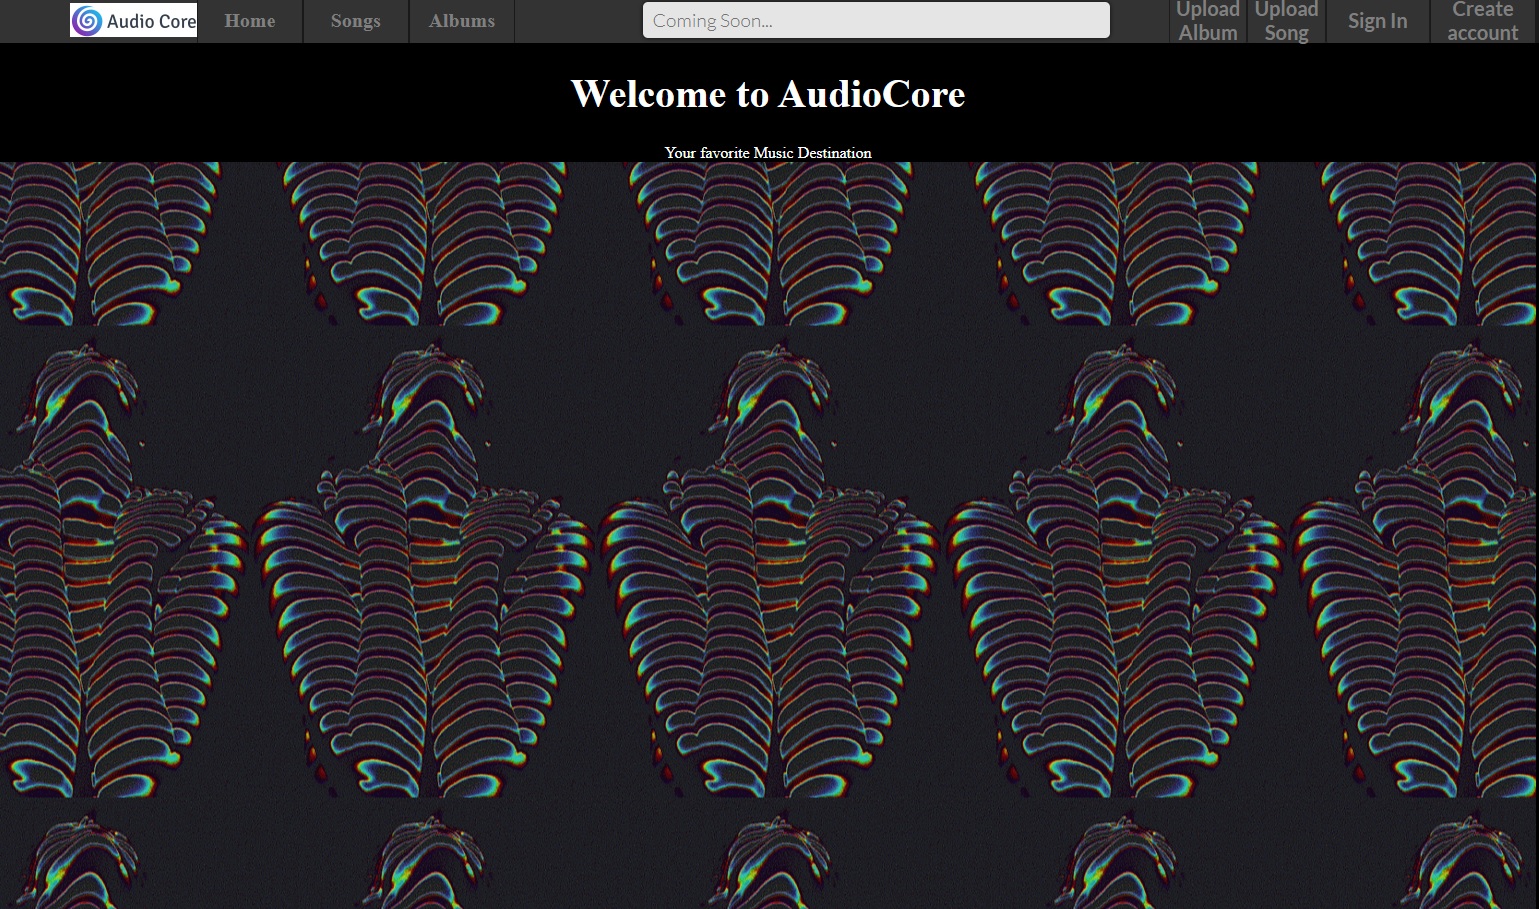 Audio Core
Home
Songs
Albums
Coming Soon...
Upload
Album
Upload
Song
Sign In
Create
account
Welcome to AudioCore
Your favorite Music Destination